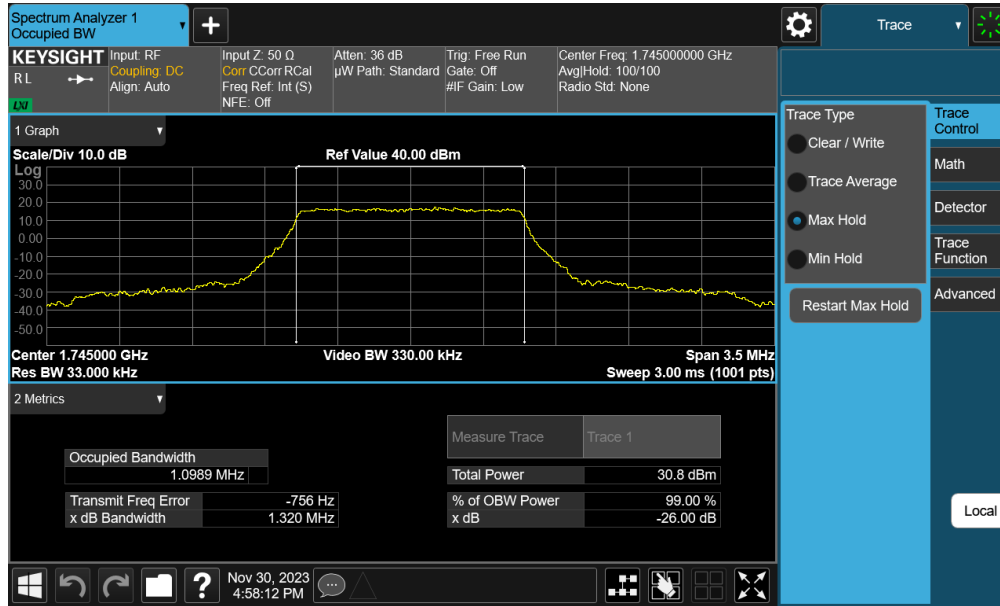 Spectrum Analyzer 1
Occupied BW
▼
+
Trace
▼
KEYSIGHT
R L
LXI
Input: RF
Coupling: DC
Align: Auto
Input Z: 50 Ω
Corr CCorr RCal
Freq Ref: Int (S)
NFE: Off
Atten: 36 dB
µW Path: Standard
Trig: Free Run
Gate: Off
#IF Gain: Low
Center Freq: 1.745000000 GHz
Avg|Hold: 100/100
Radio Std: None
1 Graph
Scale/Div 10.0 dB
Ref Value 40.00 dBm
Log
30.0
20.0
10.0
0.00
-10.0
-20.0
-30.0
-40.0
-50.0
Center 1.745000 GHz
Video BW 330.00 kHz
Span 3.5 MHz
Res BW 33.000 kHz
Sweep 3.00 ms (1001 pts)
2 Metrics
Measure Trace
Trace 1
Occupied Bandwidth
1.0989 MHz
Total Power
30.8 dBm
Transmit Freq Error
-756 Hz
% of OBW Power
99.00 %
x dB Bandwidth
1.320 MHz
x dB
-26.00 dB
Trace Type
Clear / Write
Trace Average
Max Hold
Min Hold
Restart Max Hold
Trace
Control
Math
Detector
Trace
Function
Advanced
Local
?
Nov 30, 2023
4:58:12 PM